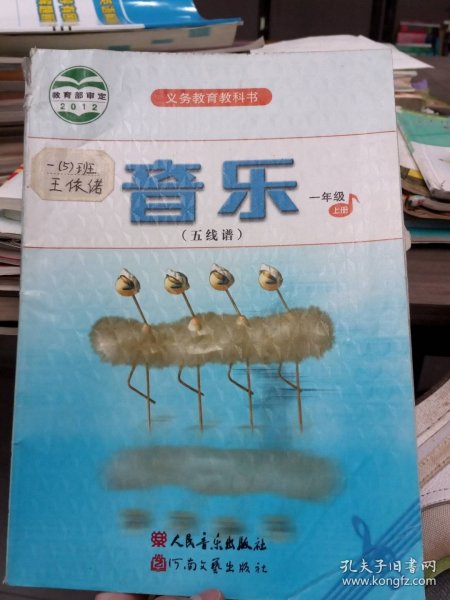 义务教育教科书
教育部审定
2012
一(5)班
王依诺
音乐
一年级
上册
(五线谱)
人民音乐出版社
河南文艺出版社
孔夫子旧书网
www.kongfz.com